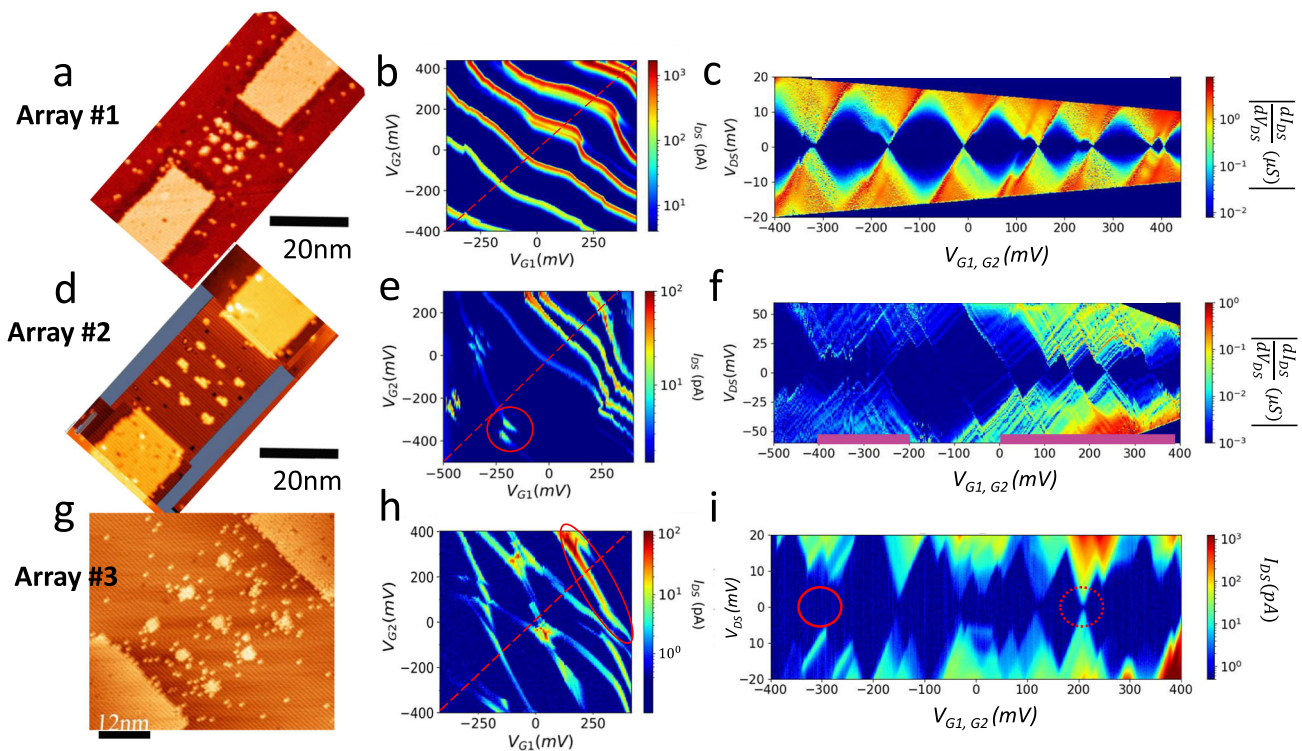 a
Array #1
20nm
b
400
200
0
−200
−400
V_G2(mV)
−250 0 250
V_G1(mV)
10^3
10^2
10^1
I_DS (pA)
c
20
10
0
−10
−20
V_DS(mV)
−400 −300 −200 −100 0 100 200 300 400
V_G1, G2 (mV)
10^0
10^-1
10^-2
|dI_DS/dV_DS (μS)|
d
Array #2
20nm
e
200
0
−200
−400
V_G2(mV)
−500 −250 0 250
V_G1(mV)
10^2
10^1
I_DS (pA)
f
50
25
0
−25
−50
V_DS(mV)
−500 −400 −300 −200 −100 0 100 200 300 400
V_G1, G2 (mV)
10^0
10^-1
10^-2
10^-3
|dI_DS/dV_DS (μS)|
g
Array #3
12nm
h
400
200
0
−200
−400
V_G2(mV)
−250 0 250
V_G1(mV)
10^2
10^1
10^0
I_DS (pA)
i
20
10
0
10
20
V_DS (mV)
−400 −300 −200 −100 0 100 200 300 400
V_G1, G2 (mV)
10^3
10^2
10^1
10^0
I_DS (pA)